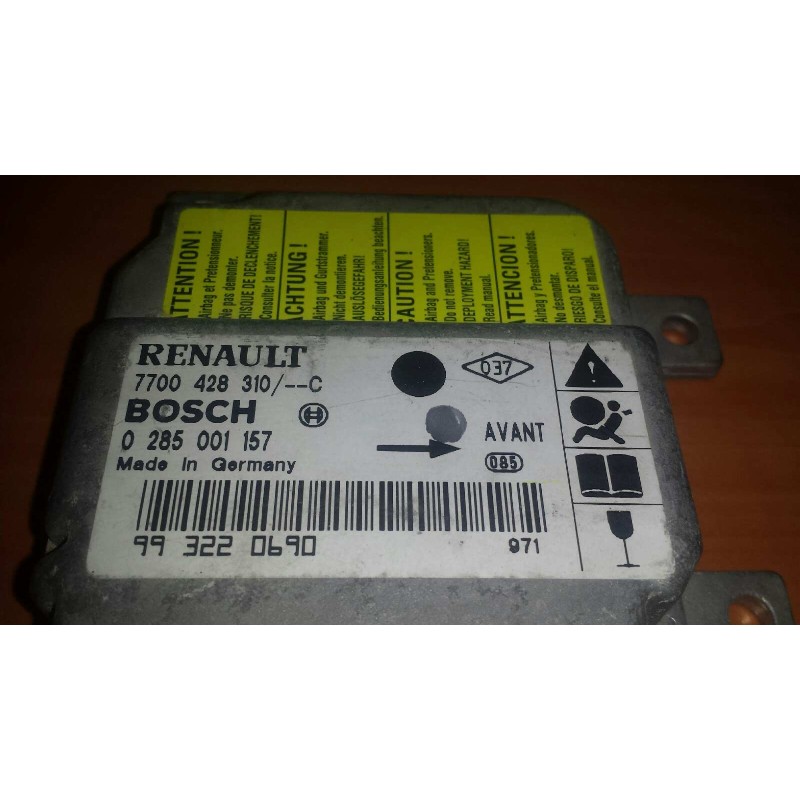 ATTENTION !
Airbag et Pretensionneur.
Ne pas demonter.
RISQUE DE DECLENCHEMENT!
Consulter la notice.
ACHTUNG !
Airbag und Gurtstrammer.
Nicht demontieren.
AUSLÖSEGEFAHR!
Bedienungsanleitung beachten.
CAUTION !
Airbag and Pretensioners.
Do not remove.
DEPLOYMENT HAZARD!
Read manual.
ATTENCION !
Airbag y Pretensionadores.
No desmontar.
RIESGO DE DISPARO!
Consulte el manual.
RENAULT
7700 428 310/--C
037
BOSCH
0 285 001 157
AVANT
Made in Germany
085
99 322 0690
971